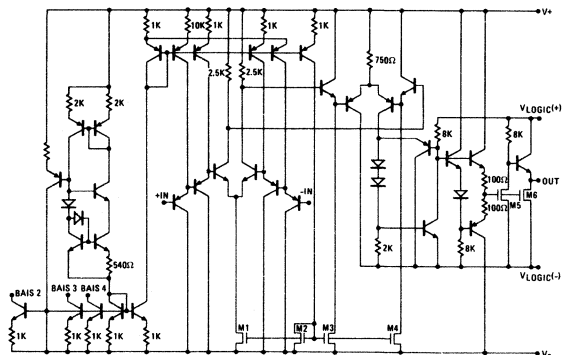 1K
10K
1K
1K
1K
V+
750Ω
2.5K
2.5K
2K
2K
VLOGIC(+)
8K
8K
+IN
-IN
100Ω
M5
M6
OUT
100Ω
540Ω
2K
8K
VLOGIC(-)
BAIS 2
BAIS 3
BAIS 4
M1
M2
M3
M4
1K
1K
1K
1K
1K
V-